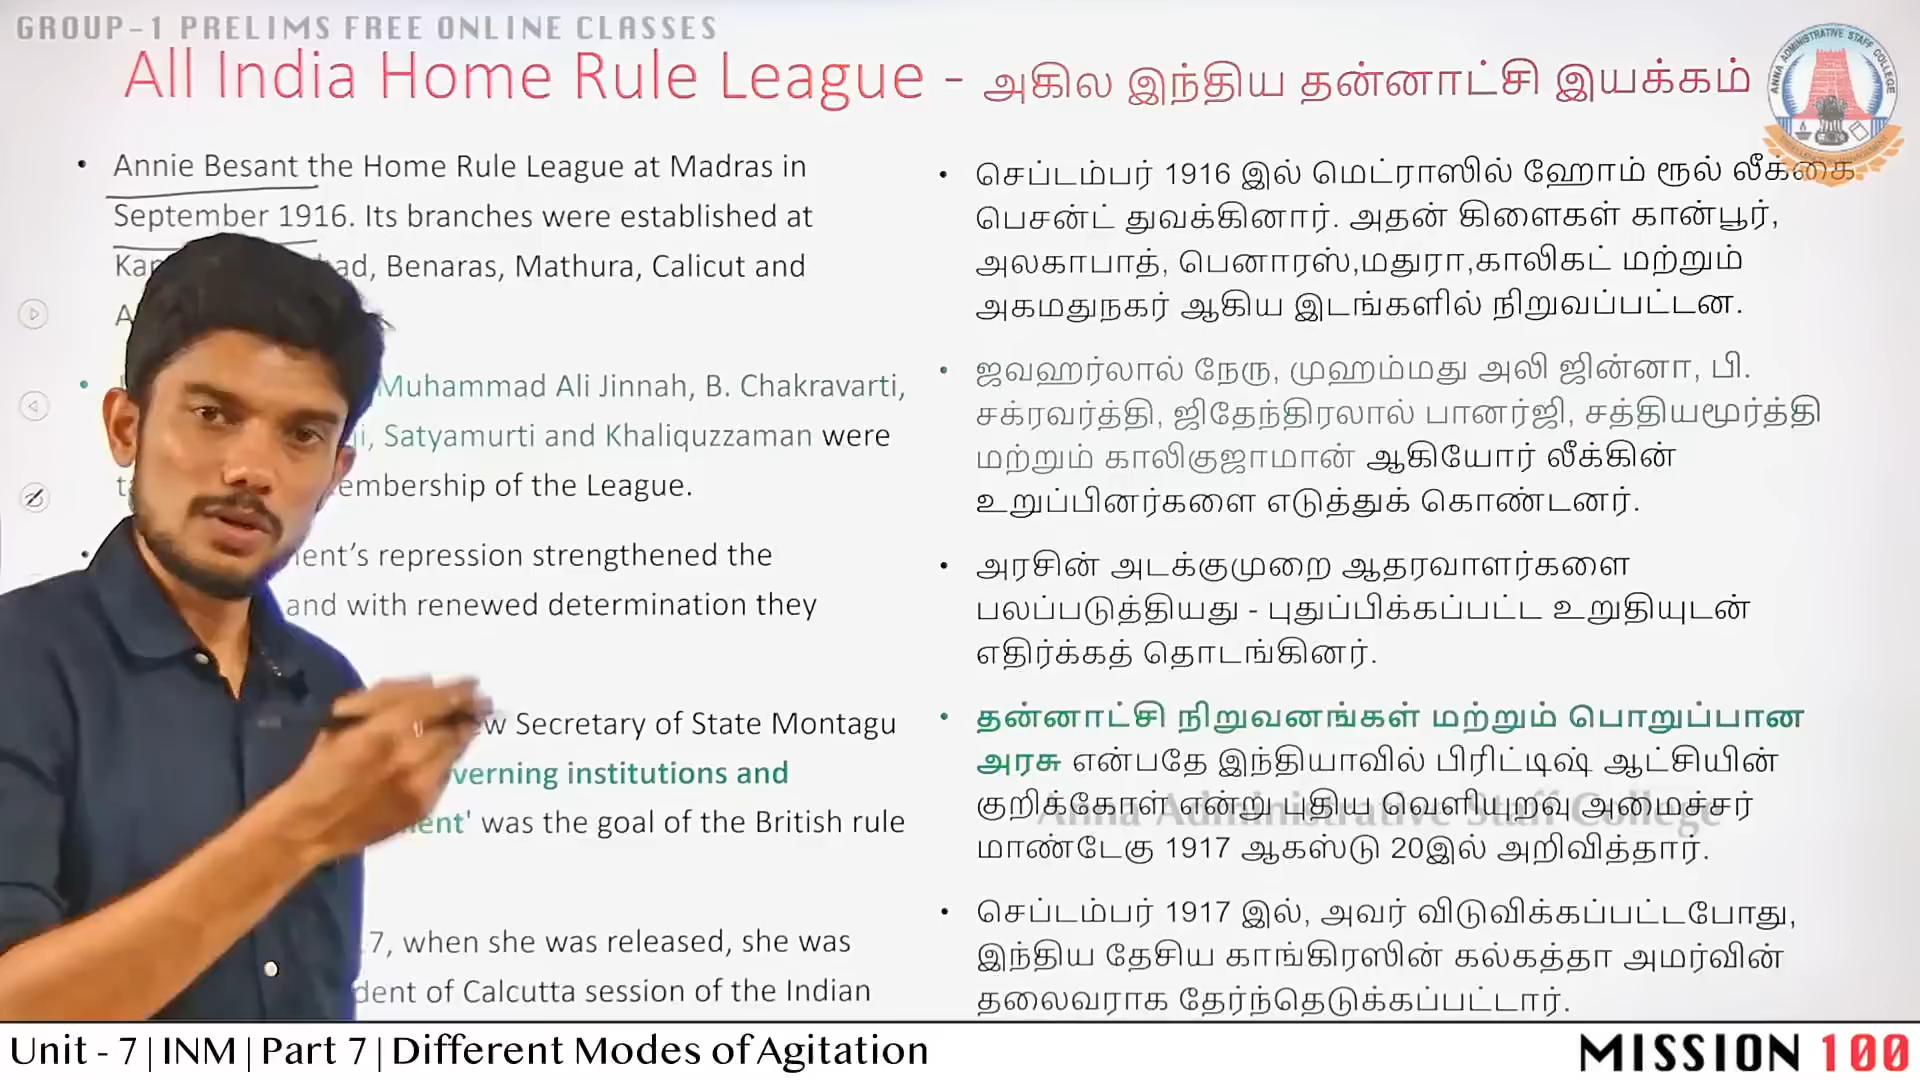 GROUP-1 PRELIMS FREE ONLINE CLASSES
All India Home Rule League - அகில இந்திய தன்னாட்சி இயக்கம்
ANNA ADMINISTRATIVE STAFF COLLEGE
• Annie Besant the Home Rule League at Madras in
September 1916. Its branches were established at
Benaras, Mathura, Calicut and
• Muhammad Ali Jinnah, B. Chakravarti,
Satyamurti and Khaliquzzaman were
of the League.
• repression strengthened the
and with renewed determination they
Secretary of State Montagu
institutions and
was the goal of the British rule
when she was released, she was
of Calcutta session of the Indian
• செப்டம்பர் 1916 இல் மெட்ராஸில் ஹோம் ரூல் லீக்கை
பெசன்ட் துவக்கினார். அதன் கிளைகள் கான்பூர்,
அலகாபாத், பெனாரஸ்,மதுரா,காலிகட் மற்றும்
அகமதுநகர் ஆகிய இடங்களில் நிறுவப்பட்டன.
• ஜவஹர்லால் நேரு, முஹம்மது அலி ஜின்னா, பி.
சக்ரவர்த்தி, ஜிதேந்திரலால் பானர்ஜி, சத்தியமூர்த்தி
மற்றும் காலிகுஜாமான் ஆகியோர் லீக்கின்
உறுப்பினர்களை எடுத்துக் கொண்டனர்.
• அரசின் அடக்குமுறை ஆதரவாளர்களை
பலப்படுத்தியது - புதுப்பிக்கப்பட்ட உறுதியுடன்
எதிர்க்கத் தொடங்கினர்.
• தன்னாட்சி நிறுவனங்கள் மற்றும் பொறுப்பான
அரசு என்பதே இந்தியாவில் பிரிட்டிஷ் ஆட்சியின்
குறிக்கோள் என்று புதிய வெளியுறவு அமைச்சர்
Anna Administrative Staff College
மாண்டேகு 1917 ஆகஸ்டு 20இல் அறிவித்தார்.
• செப்டம்பர் 1917 இல், அவர் விடுவிக்கப்பட்டபோது,
இந்திய தேசிய காங்கிரஸின் கல்கத்தா அமர்வின்
தலைவராக தேர்ந்தெடுக்கப்பட்டார்.
Unit - 7 | INM | Part 7 | Different Modes of Agitation
MISSION 100